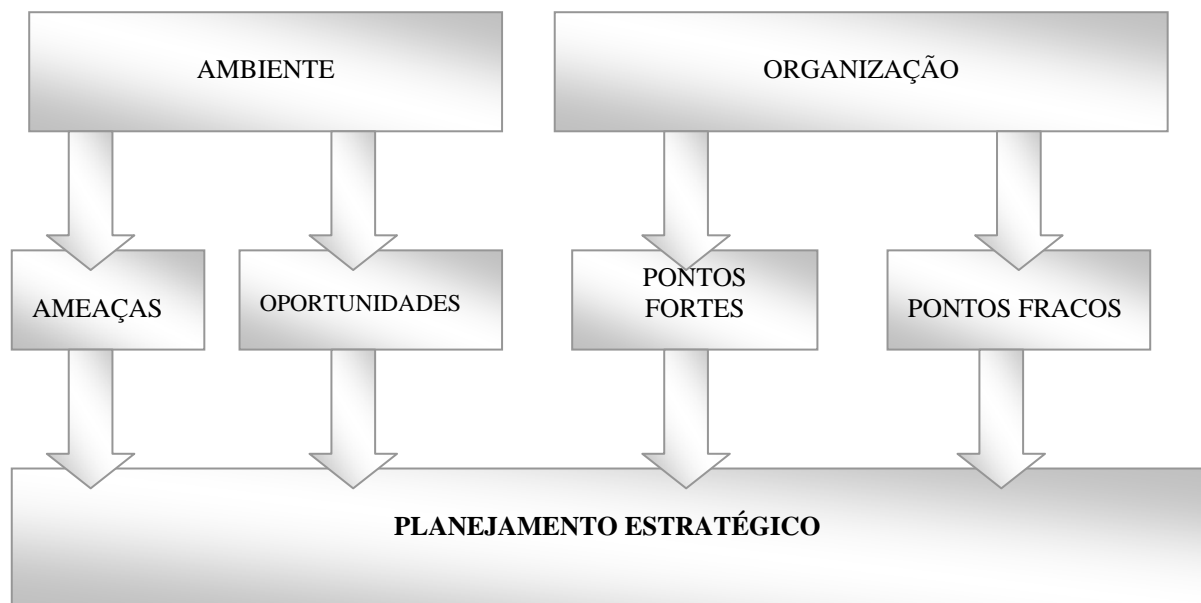 AMBIENTE
ORGANIZAÇÃO
AMEAÇAS
OPORTUNIDADES
PONTOS
FORTES
PONTOS FRACOS
PLANEJAMENTO ESTRATÉGICO